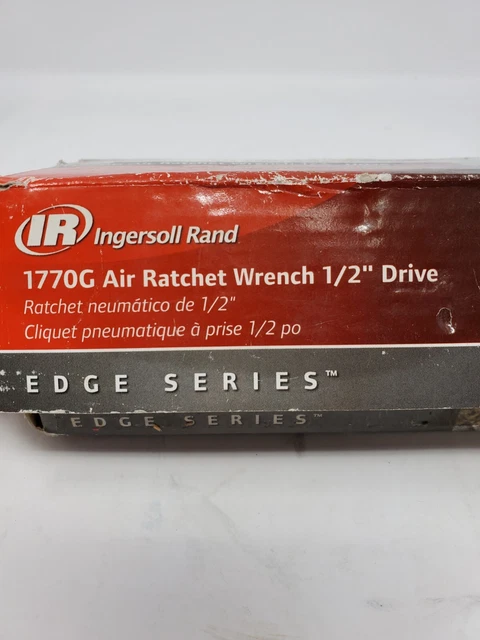 IR Ingersoll Rand
1770G Air Ratchet Wrench 1/2" Drive
Ratchet neumático de 1/2"
Cliquet pneumatique à prise 1/2 po
EDGE SERIES™
EDGE SERIES™